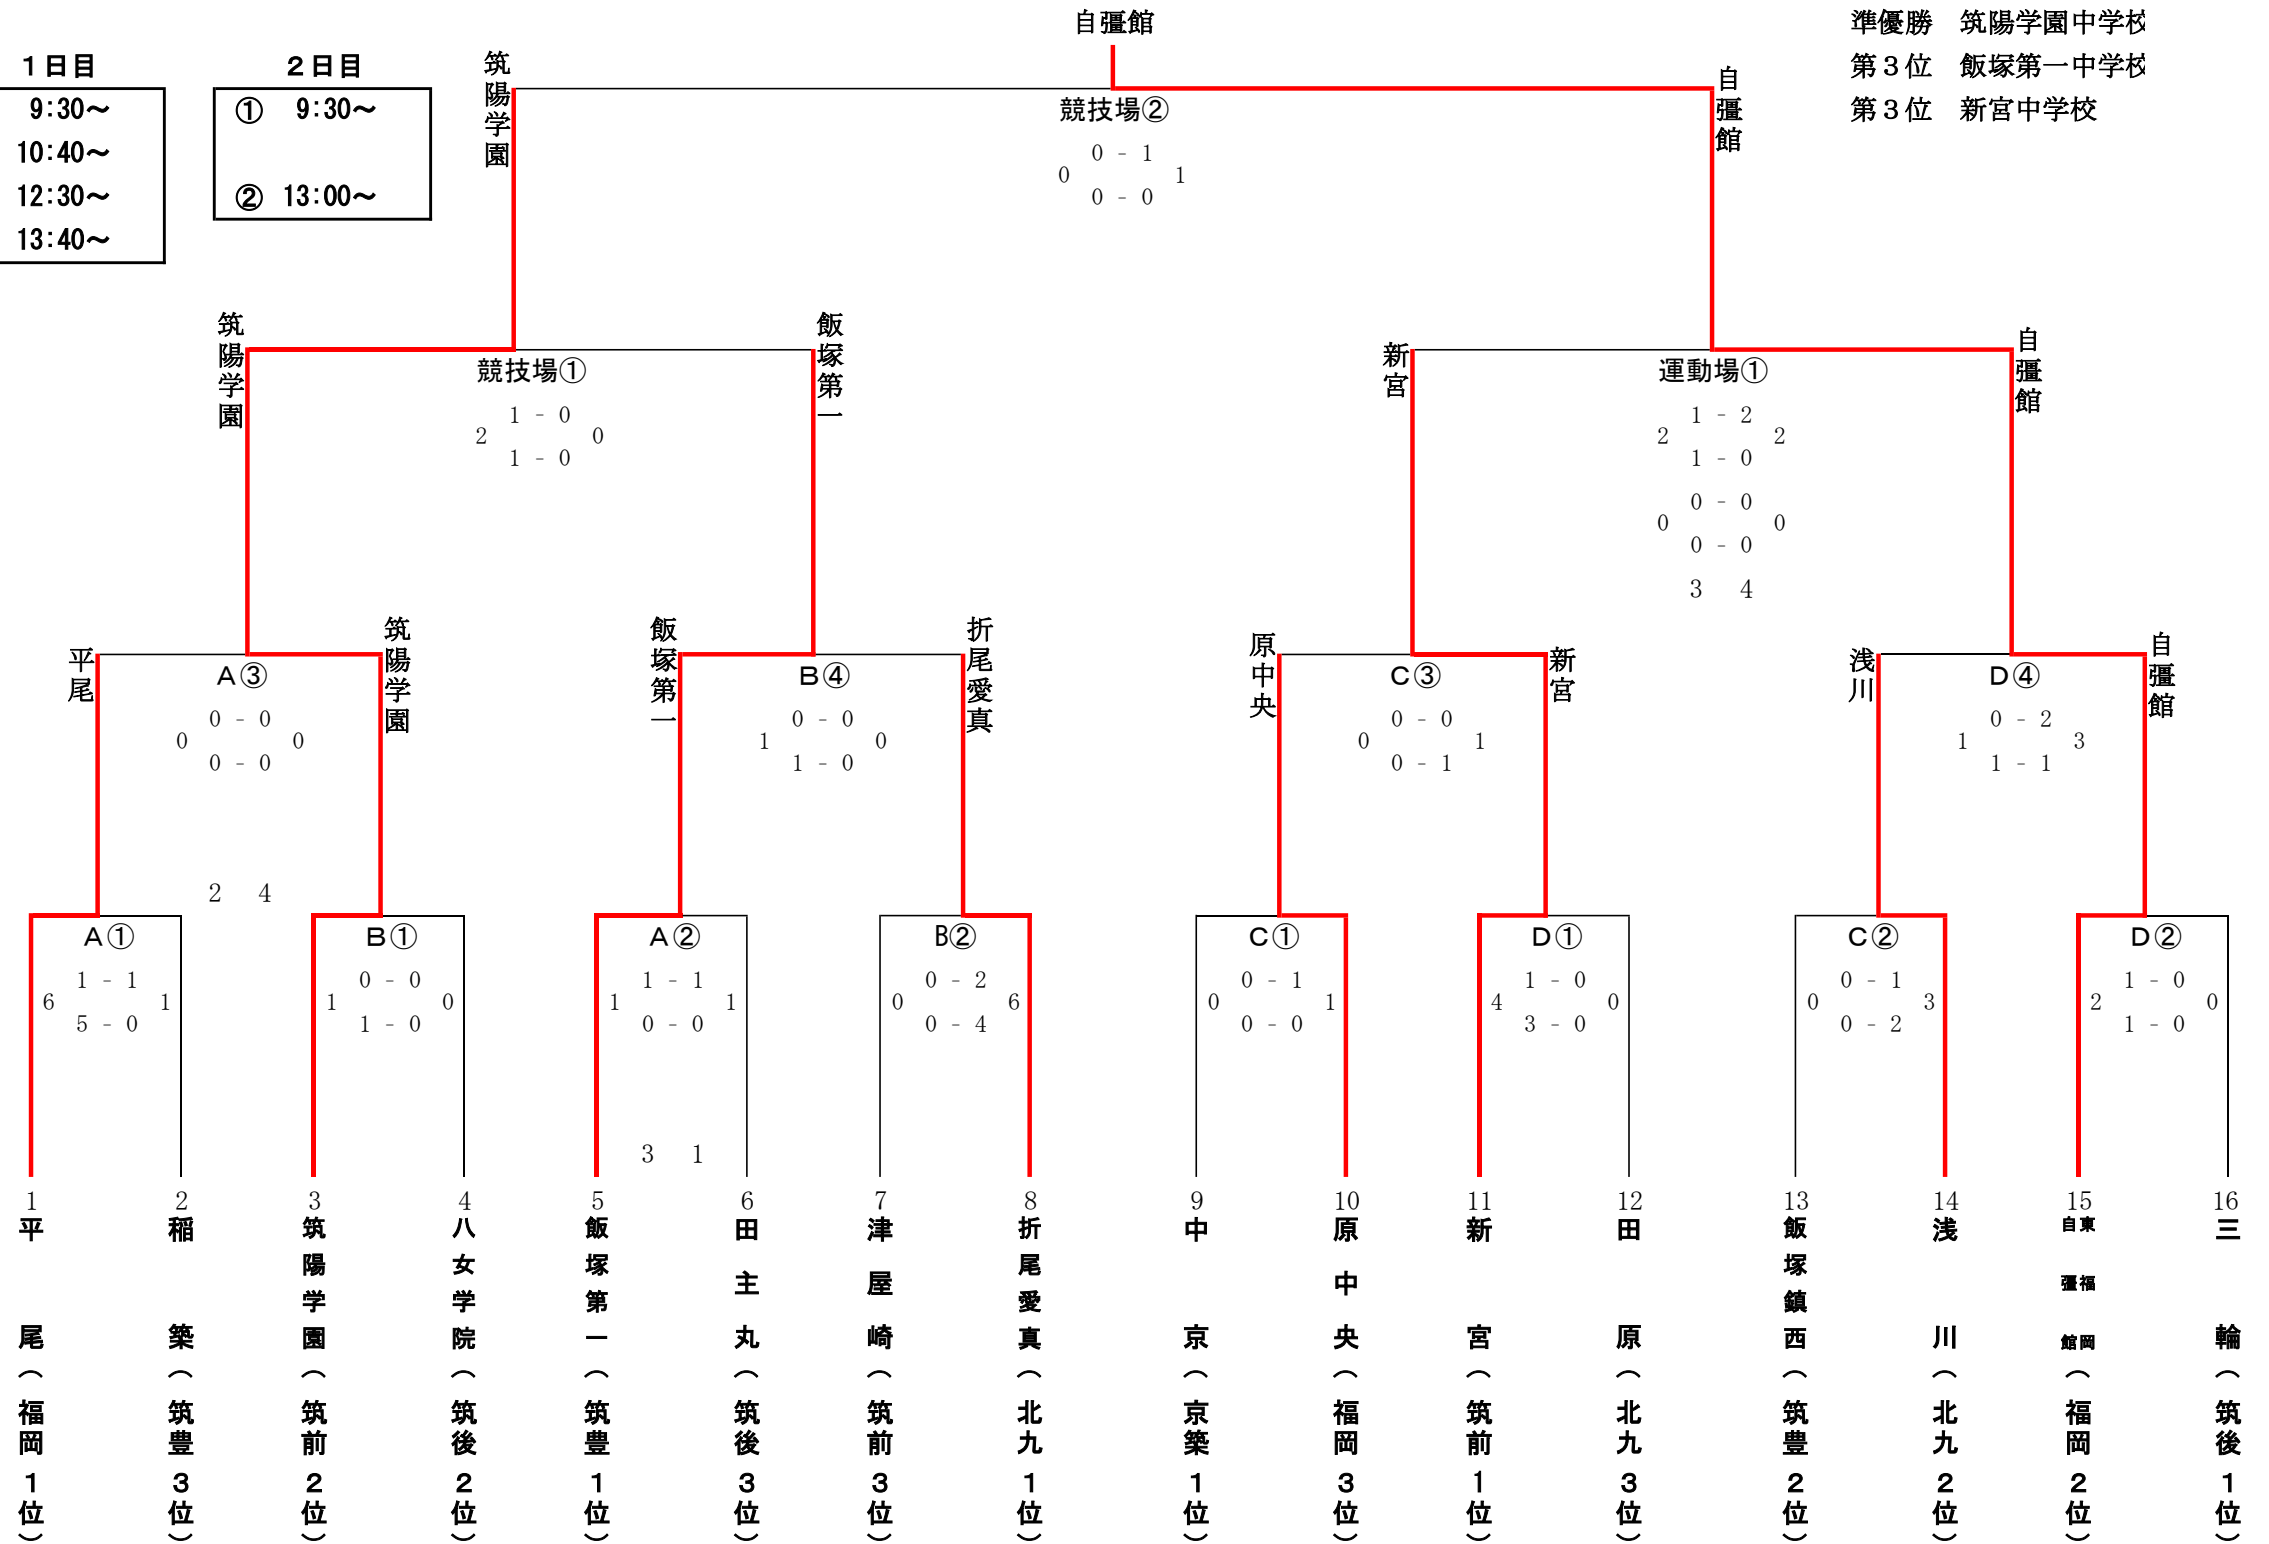 自彊館
準優勝　筑陽学園中学校
第３位　飯塚第一中学校
第３位　新宮中学校
１日目
9:30～
10:40～
12:30～
13:40～
２日目
①　9:30～
②　13:00～
筑陽学園
自彊館
競技場②
0 - 1
0　1
0 - 0
筑陽学園
飯塚第一
競技場①
1 - 0
2　0
1 - 0
新宮
自彊館
運動場①
1 - 2
2　2
1 - 0
0 - 0
0　0
0 - 0
3　4
平尾
筑陽学園
A③
0 - 0
0　0
0 - 0
2　4
飯塚第一
折尾愛真
B④
0 - 0
1　0
1 - 0
原中央
新宮
C③
0 - 0
0　1
0 - 1
浅川
自彊館
D④
0 - 2
1　3
1 - 1
A①
1 - 1
6　1
5 - 0
B①
0 - 0
1　0
1 - 0
A②
1 - 1
1　1
0 - 0
3　1
B②
0 - 2
0　6
0 - 4
C①
0 - 1
0　1
0 - 0
D①
1 - 0
4　0
3 - 0
C②
0 - 1
0　3
0 - 2
D②
1 - 0
2　0
1 - 0
1 平尾（福岡１位）
2 稲築（筑豊３位）
3 筑陽学園（筑前２位）
4 八女学院（筑後２位）
5 飯塚第一（筑豊１位）
6 田主丸（筑後３位）
7 津屋崎（筑前３位）
8 折尾愛真（北九１位）
9 中京（京築１位）
10 原中央（福岡３位）
11 新宮（筑前１位）
12 田原（北九３位）
13 飯塚鎮西（筑豊２位）
14 浅川（北九２位）
15 東福岡自彊館（福岡２位）
16 三輪（筑後１位）